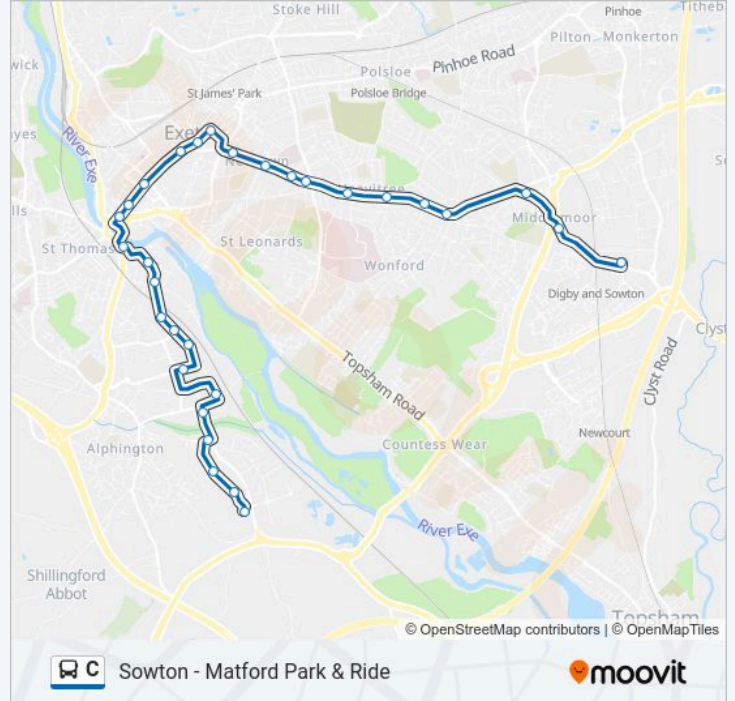 Stoke Hill
Pinhoe
Titheb
Pilton
Monkerton
Pinhoe Road
wick
Polsloe
St James' Park
Polsloe Bridge
Exe
River Exe
yes
S
lls
Middlemoor
St Thomas
St Leonards
Wonford
Digby and Sowton
Clyst
Topsham Road
Clyst Road
Alphington
Countess Wear
Newcourt
River Exe
Shillingford
Abbot
Topsham
© OpenStreetMap contributors | © OpenMapTiles
C
Sowton - Matford Park & Ride
moovit